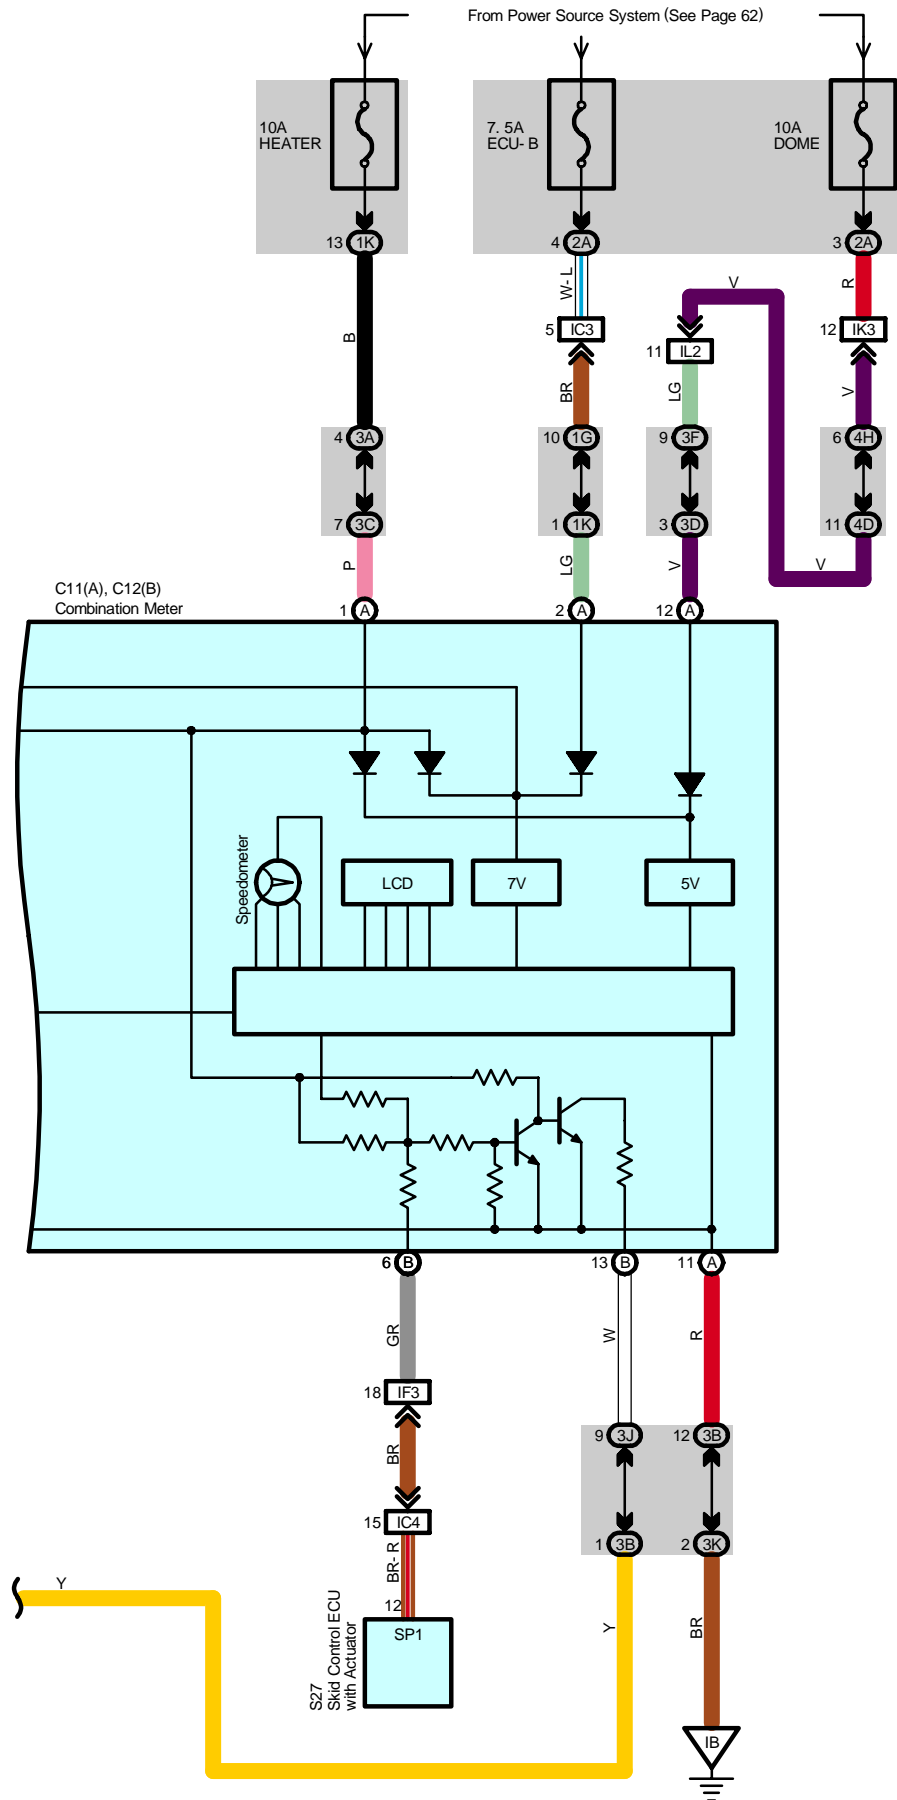 From Power Source System (See Page 62)
10A
HEATER
7. 5A
ECU- B
10A
DOME
13 1K
4 2A
3 2A
B
W- L
V
R
5 IC3
11 IL2
12 IK3
BR
LG
V
4 3A
10 1G
9 3F
6 4H
7 3C
1 1K
3 3D
11 4D
P
LG
V
V
C11(A), C12(B)
Combination Meter
1 A
2 A
12 A
Speedometer
LCD
7V
5V
6 B
13 B
11 A
GR
W
R
18 IF3
BR
9 3J
12 3B
15 IC4
1 3B
2 3K
BR- R
Y
12
SP1
S27
Skid Control ECU
with Actuator
Y
BR
IB